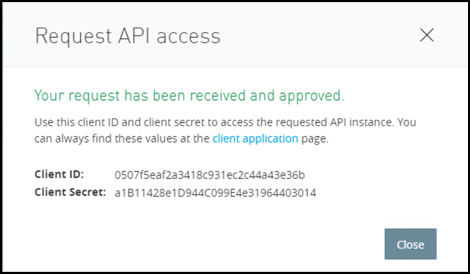 Request API access
Your request has been received and approved.
Use this client ID and client secret to access the requested API instance. You
can always find these values at the client application page.
Client ID: 0507f5eaf2a3418c931ec2c44a43e36b
Client Secret: a1B11428e1D944C099E4e31964403014
Close